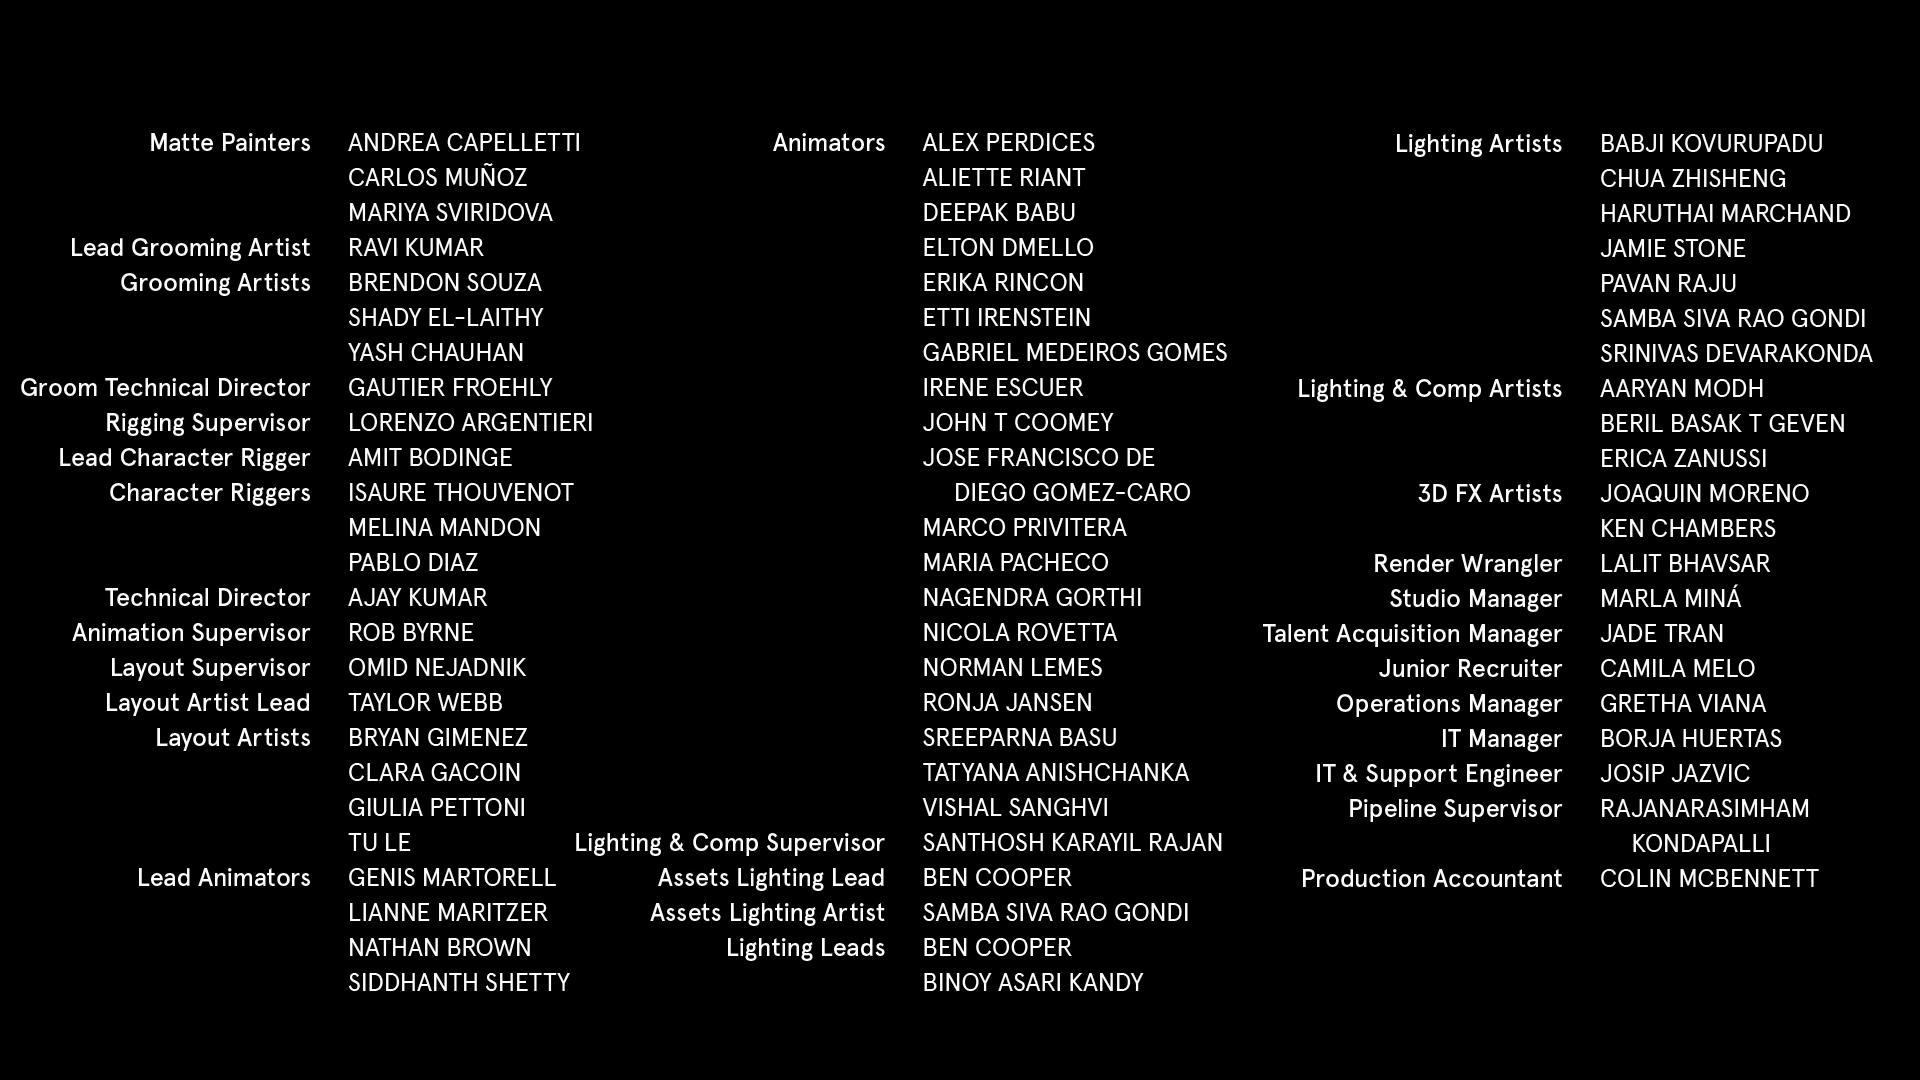 Matte Painters ANDREA CAPELLETTI
CARLOS MUÑOZ
MARIYA SVIRIDOVA
Lead Grooming Artist RAVI KUMAR
Grooming Artists BRENDON SOUZA
SHADY EL-LAITHY
YASH CHAUHAN
Groom Technical Director GAUTIER FROEHLY
Rigging Supervisor LORENZO ARGENTIERI
Lead Character Rigger AMIT BODINGE
Character Riggers ISAURE THOUVENOT
MELINA MANDON
PABLO DIAZ
Technical Director AJAY KUMAR
Animation Supervisor ROB BYRNE
Layout Supervisor OMID NEJADNIK
Layout Artist Lead TAYLOR WEBB
Layout Artists BRYAN GIMENEZ
CLARA GACOIN
GIULIA PETTONI
TU LE
Lead Animators GENIS MARTORELL
LIANNE MARITZER
NATHAN BROWN
SIDDHANTH SHETTY
Animators ALEX PERDICES
ALIETTE RIANT
DEEPAK BABU
ELTON DMELLO
ERIKA RINCON
ETTI IRENSTEIN
GABRIEL MEDEIROS GOMES
IRENE ESCUER
JOHN T COOMEY
JOSE FRANCISCO DE
DIEGO GOMEZ-CARO
MARCO PRIVITERA
MARIA PACHECO
NAGENDRA GORTHI
NICOLA ROVETTA
NORMAN LEMES
RONJA JANSEN
SREEPARNA BASU
TATYANA ANISHCHANKA
VISHAL SANGHVI
Lighting & Comp Supervisor SANTHOSH KARAYIL RAJAN
Assets Lighting Lead BEN COOPER
Assets Lighting Artist SAMBA SIVA RAO GONDI
Lighting Leads BEN COOPER
BINOY ASARI KANDY
Lighting Artists BABJI KOVURUPADU
CHUA ZHISHENG
HARUTHAI MARCHAND
JAMIE STONE
PAVAN RAJU
SAMBA SIVA RAO GONDI
SRINIVAS DEVARAKONDA
Lighting & Comp Artists AARYAN MODH
BERIL BASAK T GEVEN
ERICA ZANUSSI
3D FX Artists JOAQUIN MORENO
KEN CHAMBERS
Render Wrangler LALIT BHAVSAR
Studio Manager MARLA MINÁ
Talent Acquisition Manager JADE TRAN
Junior Recruiter CAMILA MELO
Operations Manager GRETHA VIANA
IT Manager BORJA HUERTAS
IT & Support Engineer JOSIP JAZVIC
Pipeline Supervisor RAJANARASIMHAM
KONDAPALLI
Production Accountant COLIN MCBENNETT